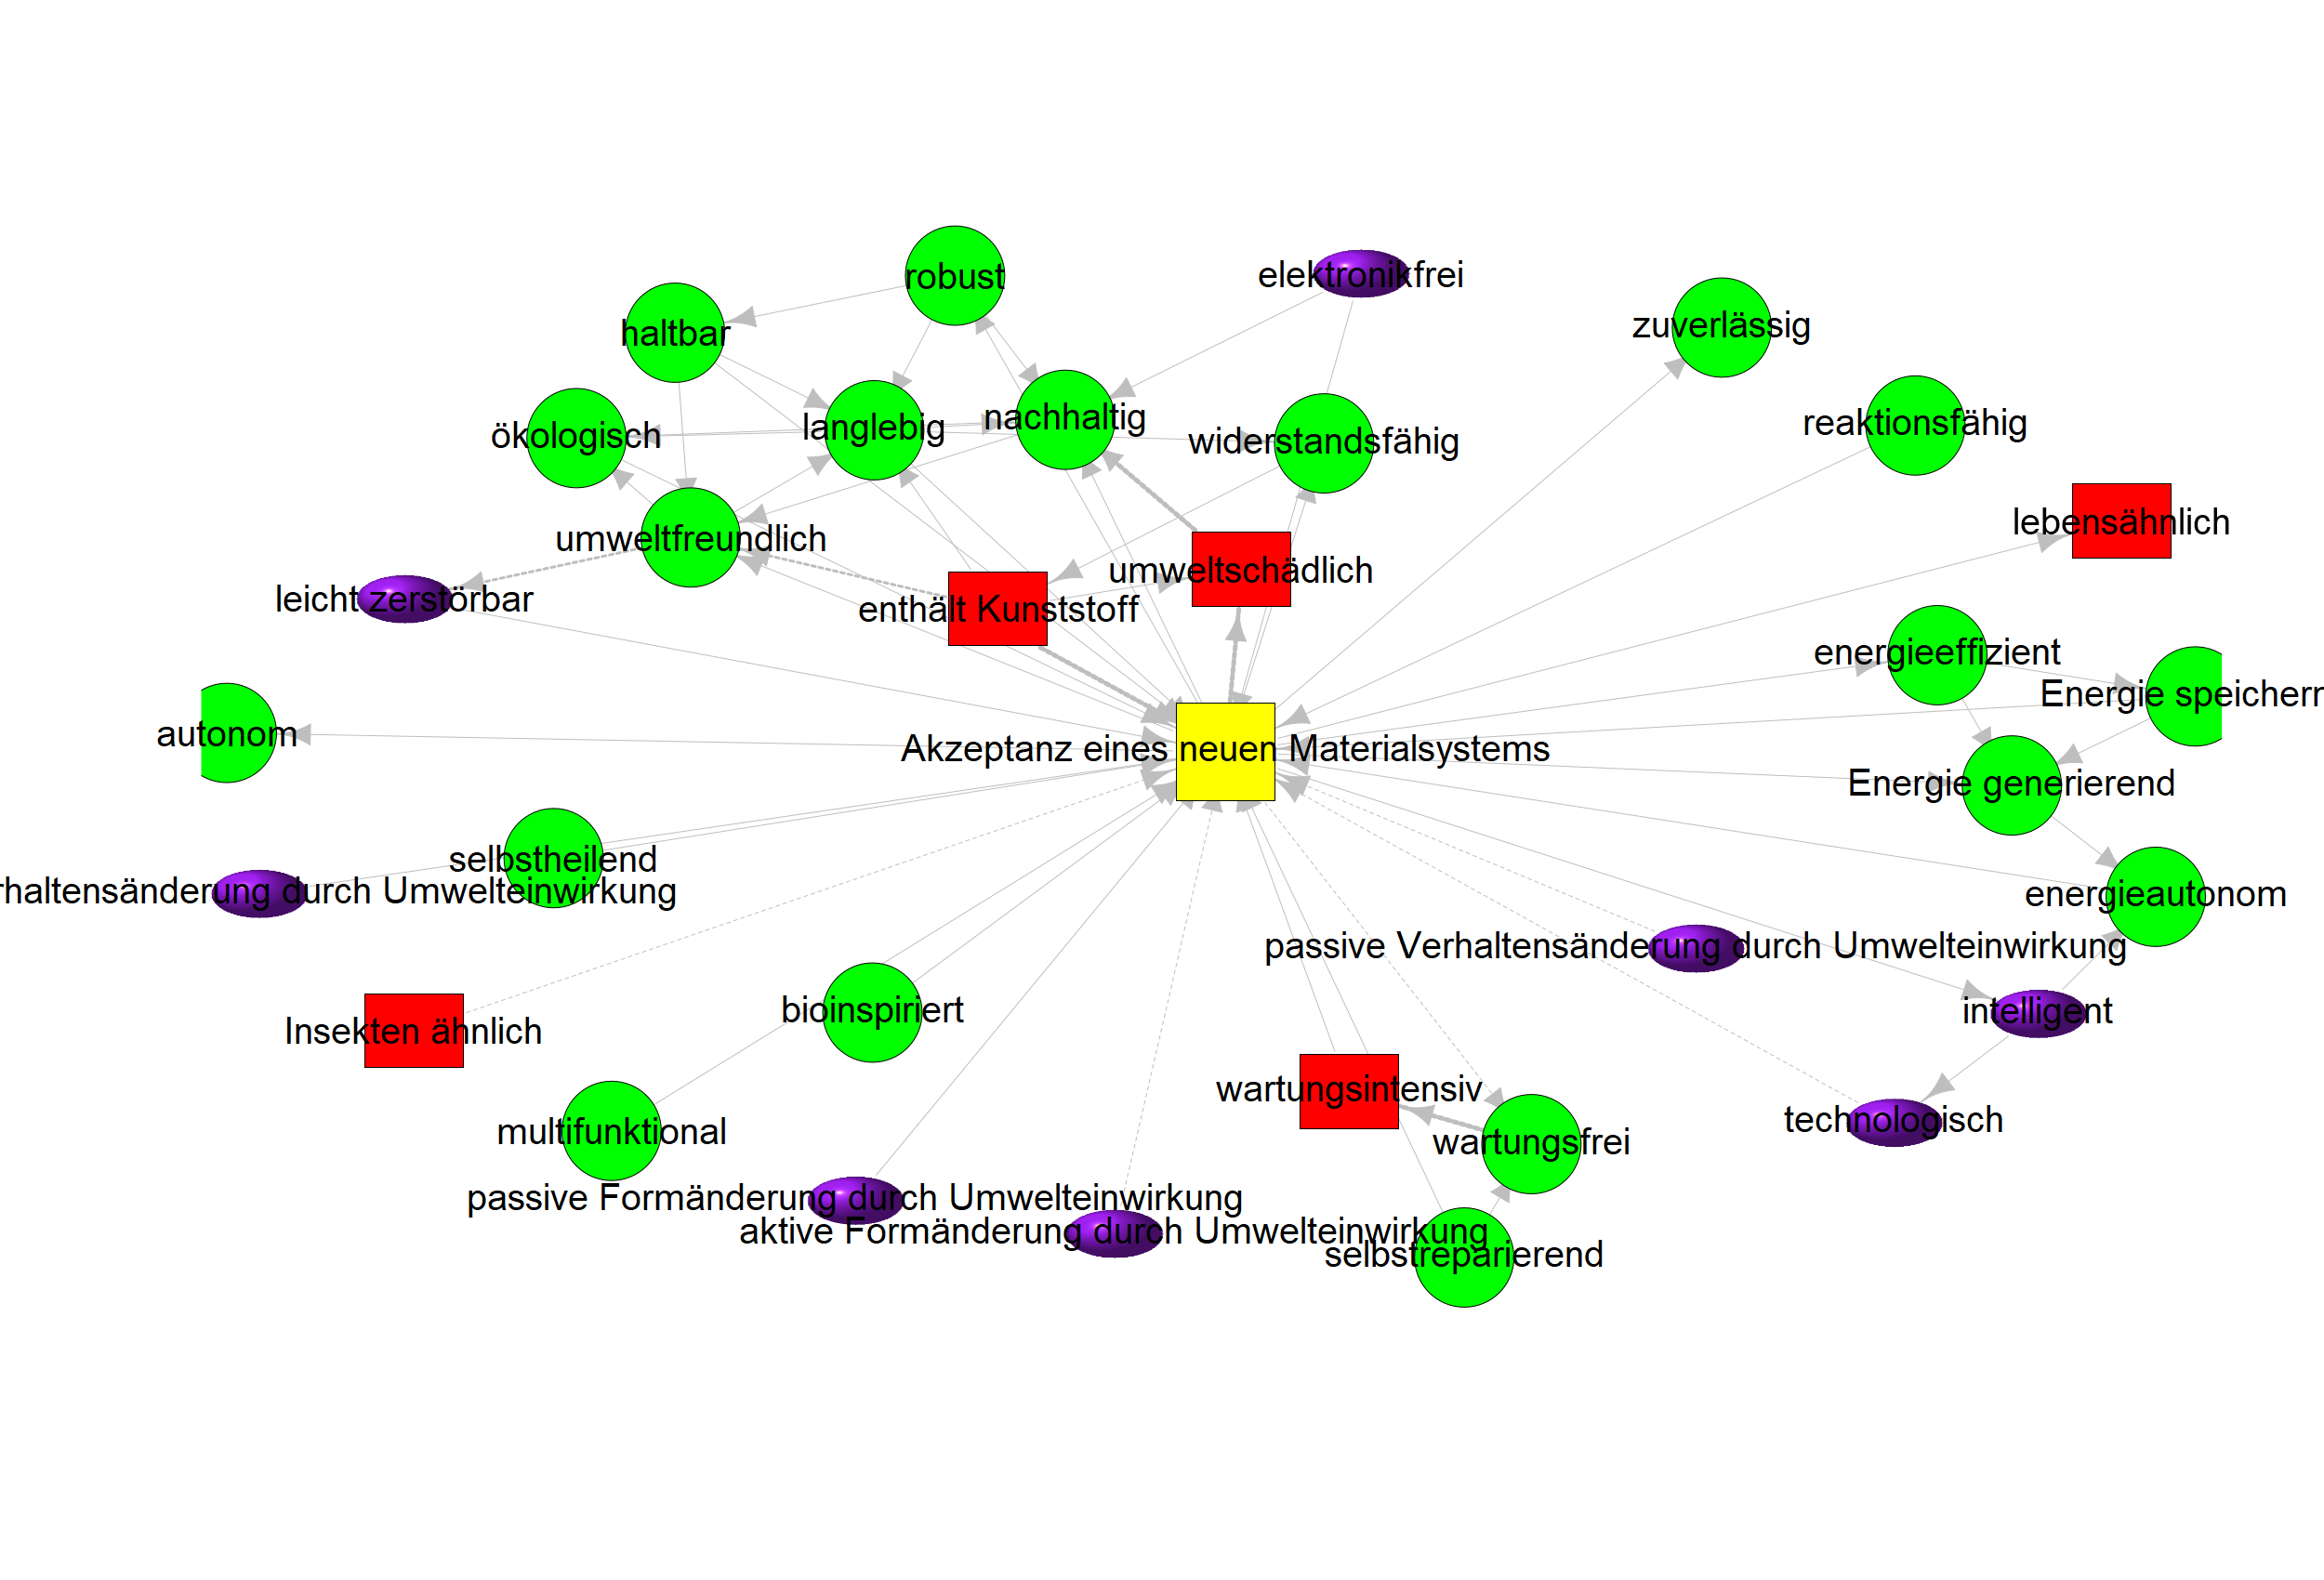 robust
elektronikfrei
haltbar
zuverlässig
ökologisch
langlebig
nachhaltig
widerstandsfähig
reaktionsfähig
lebensähnlich
umweltfreundlich
umweltschädlich
leicht zerstörbar
enthält Kunststoff
energieeffizient
Energie speichern
autonom
Akzeptanz eines neuen Materialsystems
Energie generierend
selbstheilend
durch Umwelteinwirkung
energieautonom
passive Verhaltensänderung durch Umwelteinwirkung
bioinspiriert
intelligent
Insekten ähnlich
wartungsintensiv
technologisch
multifunktional
wartungsfrei
passive Formänderung durch Umwelteinwirkung
aktive Formänderung durch Umwelteinwirkung
selbstreparierend